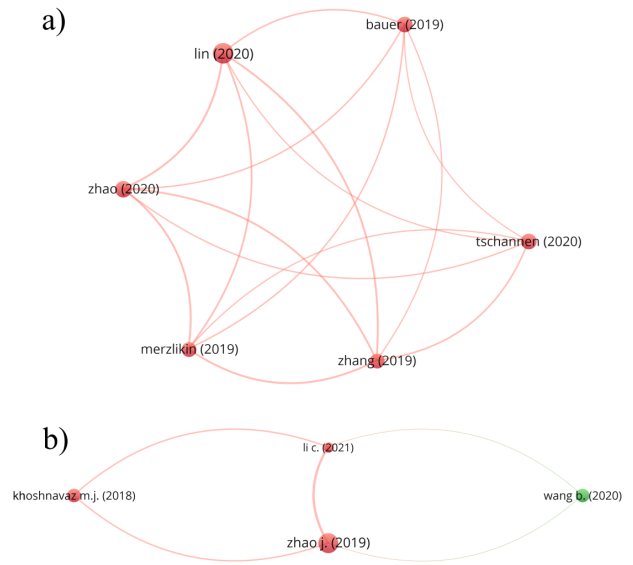 a)
bauer (2019)
lin (2020)
zhao (2020)
tschannen (2020)
merzlikin (2019)
zhang (2019)
b)
li c. (2021)
khoshnavaz m.j. (2018)
wang b. (2020)
zhao j. (2019)